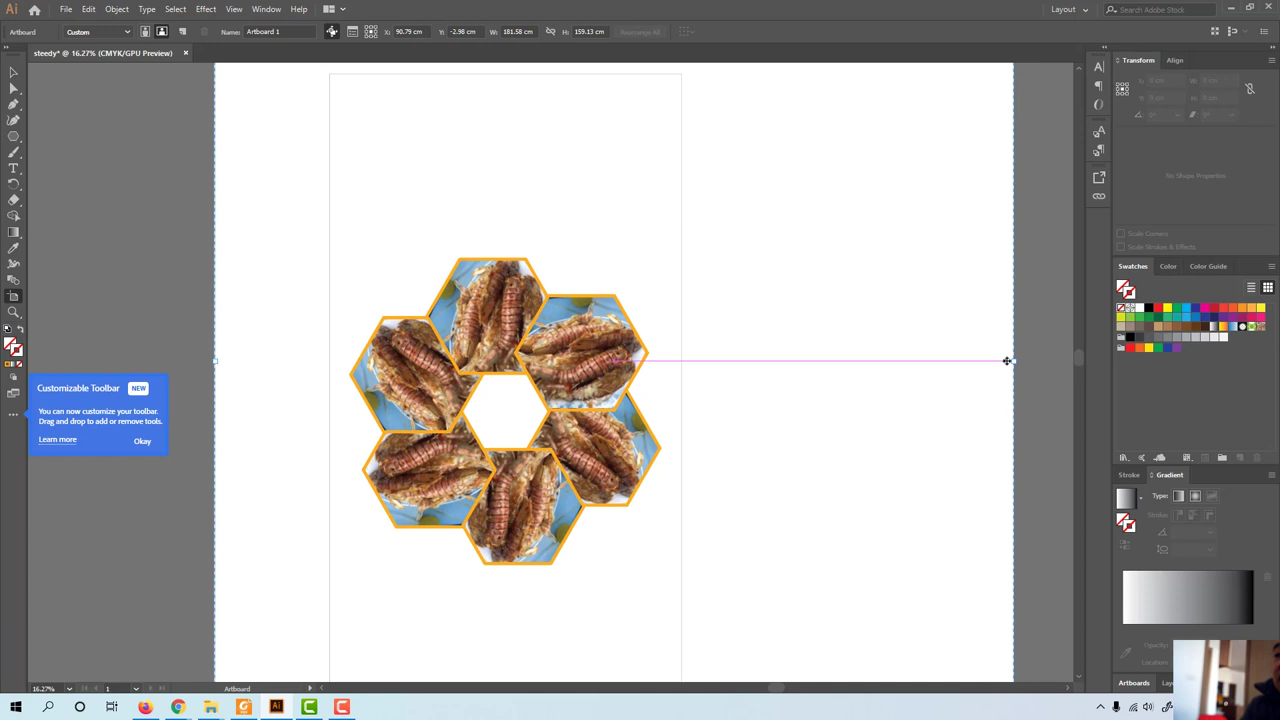 Ai File Edit Object Type Select Effect View Window Help Layout Search Adobe Stock
Artboard Custom Name: Artboard 1 X: 90.79 cm Y: -2.98 cm W: 181.58 cm H: 159.13 cm Rearrange All
steedy* @ 16.27% (CMYK/GPU Preview)
Transform Align
No Shape Properties
Scale Corners
Scale Strokes & Effects
Swatches Color Color Guide
Customizable Toolbar NEW
You can now customize your toolbar.
Drag and drop to add or remove tools.
Learn more Okay
Stroke Gradient
Type:
Stroke:
Opacity:
Location:
16.27% 1 Artboard
Artboards